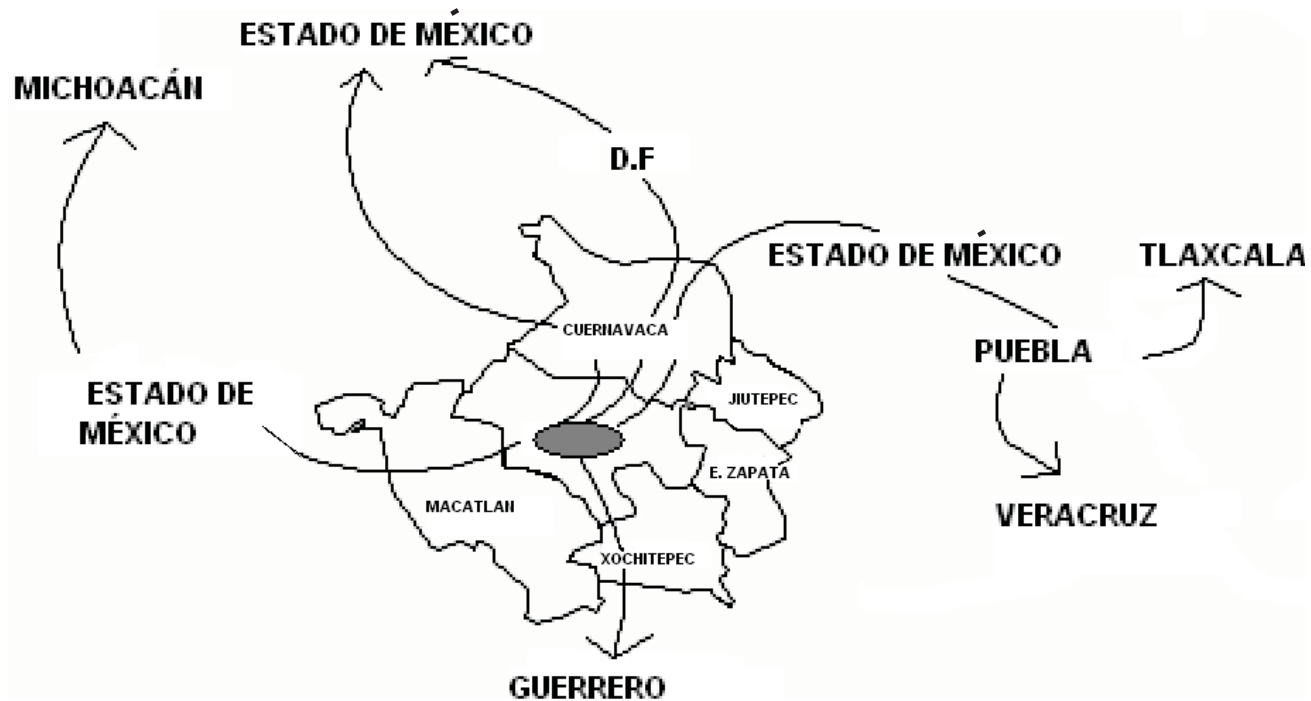 ESTADO DE MÉXICO
MICHOACÁN
D.F
ESTADO DE MÉXICO
TLAXCALA
CUERNAVACA
PUEBLA
ESTADO DE
MÉXICO
JIUTEPEC
E. ZAPATA
MACATLAN
VERACRUZ
XOCHITEPEC
GUERRERO